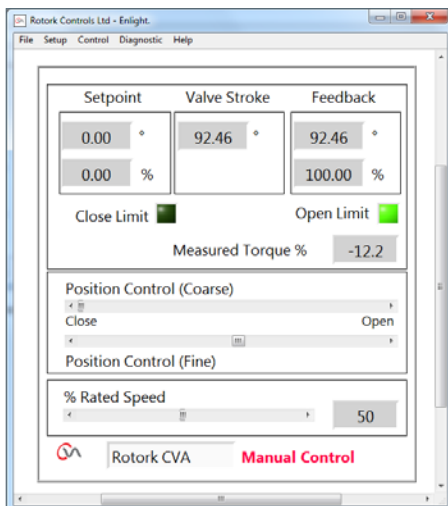 Rotork Controls Ltd - Enlight.
File Setup Control Diagnostic Help
Setpoint Valve Stroke Feedback
0.00 ° 92.46 ° 92.46 °
0.00 % 100.00 %
Close Limit Open Limit
Measured Torque % -12.2
Position Control (Coarse)
Close Open
Position Control (Fine)
% Rated Speed
50
Rotork CVA Manual Control